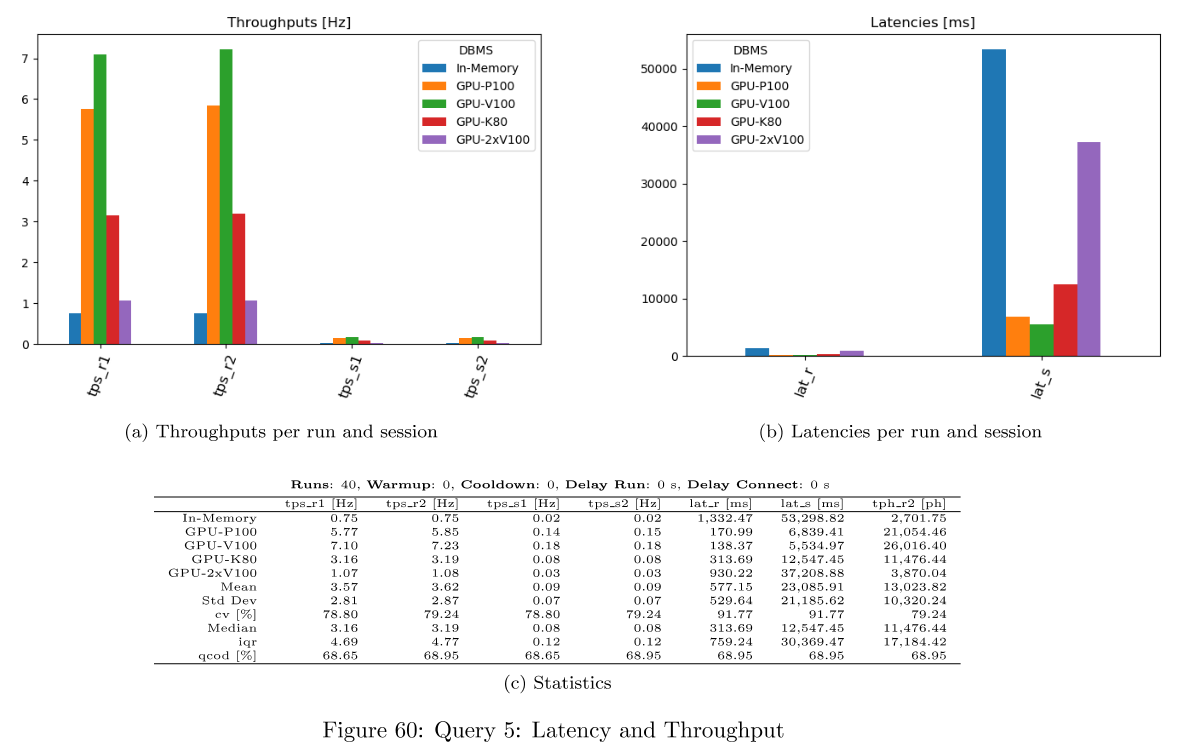 Throughputs [Hz]
7
6
5
4
3
2
1
0
DBMS
In-Memory
GPU-P100
GPU-V100
GPU-K80
GPU-2xV100
tps_r1
tps_r2
tps_s1
tps_s2
(a) Throughputs per run and session
Latencies [ms]
50000
40000
30000
20000
10000
0
DBMS
In-Memory
GPU-P100
GPU-V100
GPU-K80
GPU-2xV100
lat_r
lat_s
(b) Latencies per run and session
Runs: 40, Warmup: 0, Cooldown: 0, Delay Run: 0 s, Delay Connect: 0 s
tps_r1 [Hz] tps_r2 [Hz] tps_s1 [Hz] tps_s2 [Hz] lat_r [ms] lat_s [ms] tph_r2 [ph]
In-Memory 0.75 0.75 0.02 0.02 1,332.47 53,298.82 2,701.75
GPU-P100 5.77 5.85 0.14 0.15 170.99 6,839.41 21,054.46
GPU-V100 7.10 7.23 0.18 0.18 138.37 5,534.97 26,016.40
GPU-K80 3.16 3.19 0.08 0.08 313.69 12,547.45 11,476.44
GPU-2xV100 1.07 1.08 0.03 0.03 930.22 37,208.88 3,870.04
Mean 3.57 3.62 0.09 0.09 577.15 23,085.91 13,023.82
Std Dev 2.81 2.87 0.07 0.07 529.64 21,185.62 10,320.24
cv [%] 78.80 79.24 78.80 79.24 91.77 91.77 79.24
Median 3.16 3.19 0.08 0.08 313.69 12,547.45 11,476.44
iqr 4.69 4.77 0.12 0.12 759.24 30,369.47 17,184.42
qcod [%] 68.65 68.95 68.65 68.95 68.95 68.95 68.95
(c) Statistics
Figure 60: Query 5: Latency and Throughput